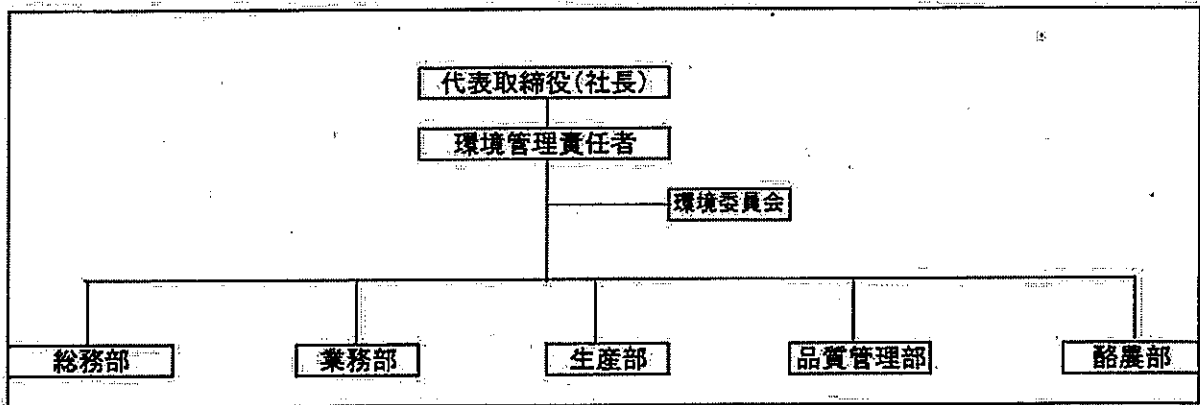 代表取締役(社長)
環境管理責任者
環境委員会
総務部
業務部
生産部
品質管理部
酪農部